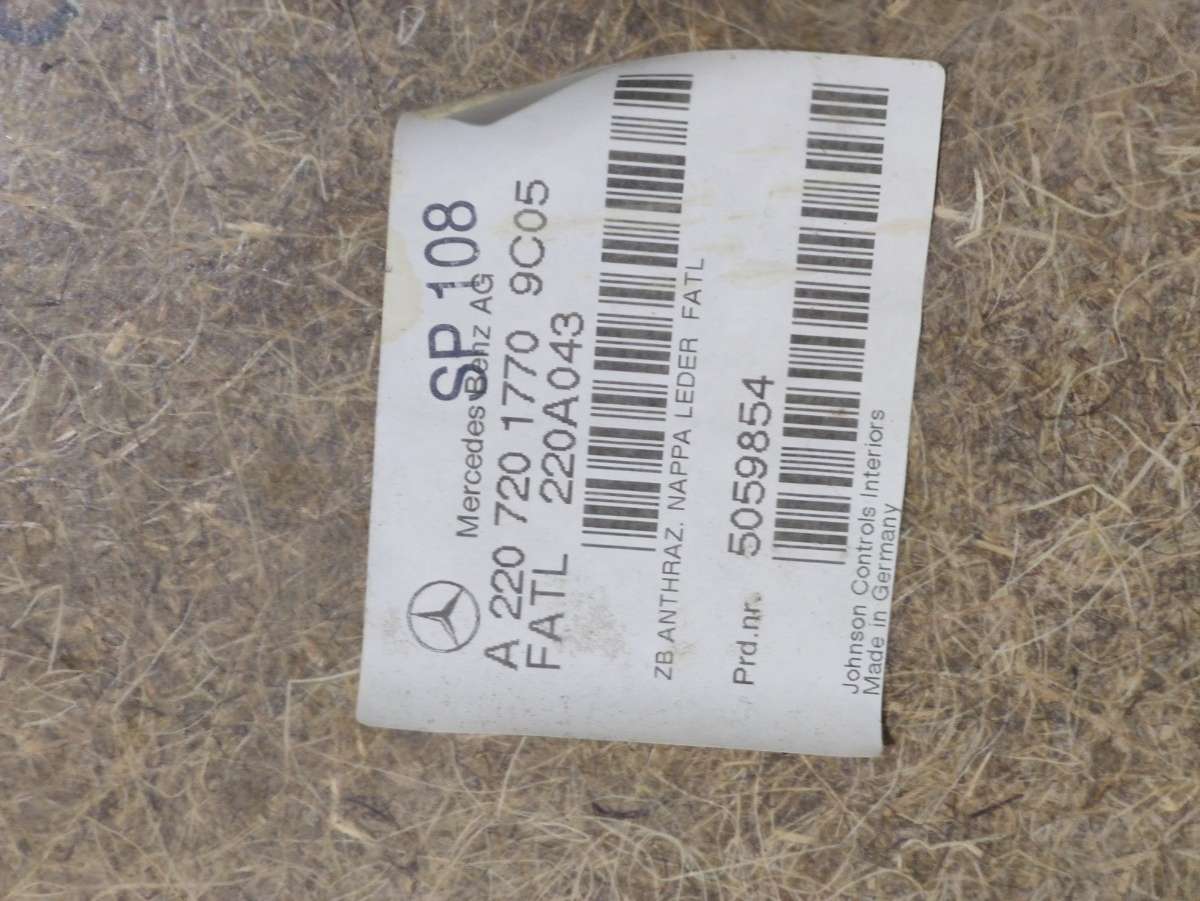 SP 108
Mercedes Benz AG
A 220 720 1770 9C05
FATL 220A043
ZB.ANTHRAZ. NAPPA LEDER FATL
Prd.nr. 5059854
Johnson Controls Interiors
Made in Germany